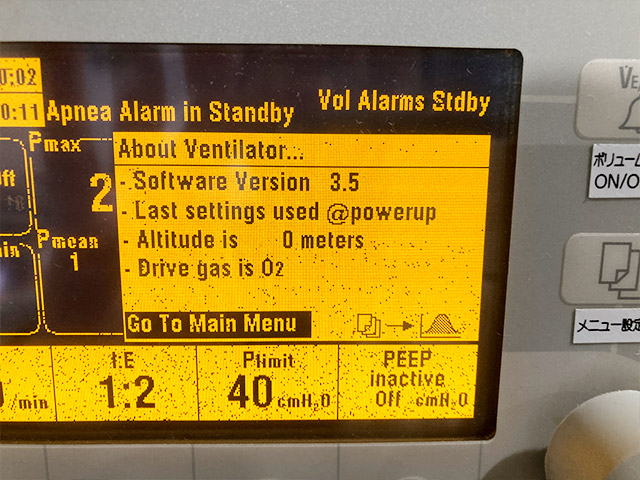 0:02
0:11
Apnea Alarm in Standby
Vol Alarms Stdby
Pmax
2
Pmean
1
About Ventilator...
- Software Version 3.5
- Last settings used @powerup
- Altitude is 0 meters
- Drive gas is O2
Go To Main Menu
/min
I:E
1:2
Plimit
40 cmH2O
PEEP
inactive
Off cmH2O
ボリューム
ON/O
メニュー設定